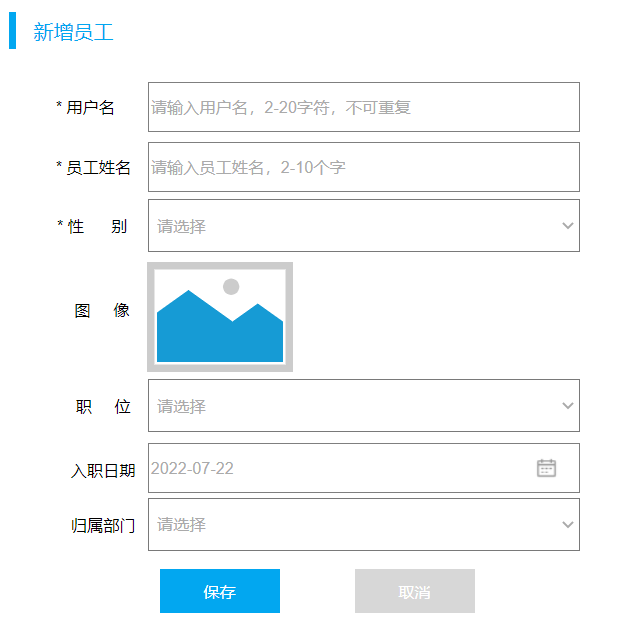 新增员工
* 用户名 请输入用户名，2-20字符，不可重复
* 员工姓名 请输入员工姓名，2-10个字
* 性 别 请选择
图 像
职 位 请选择
入职日期 2022-07-22
归属部门 请选择
保存 取消